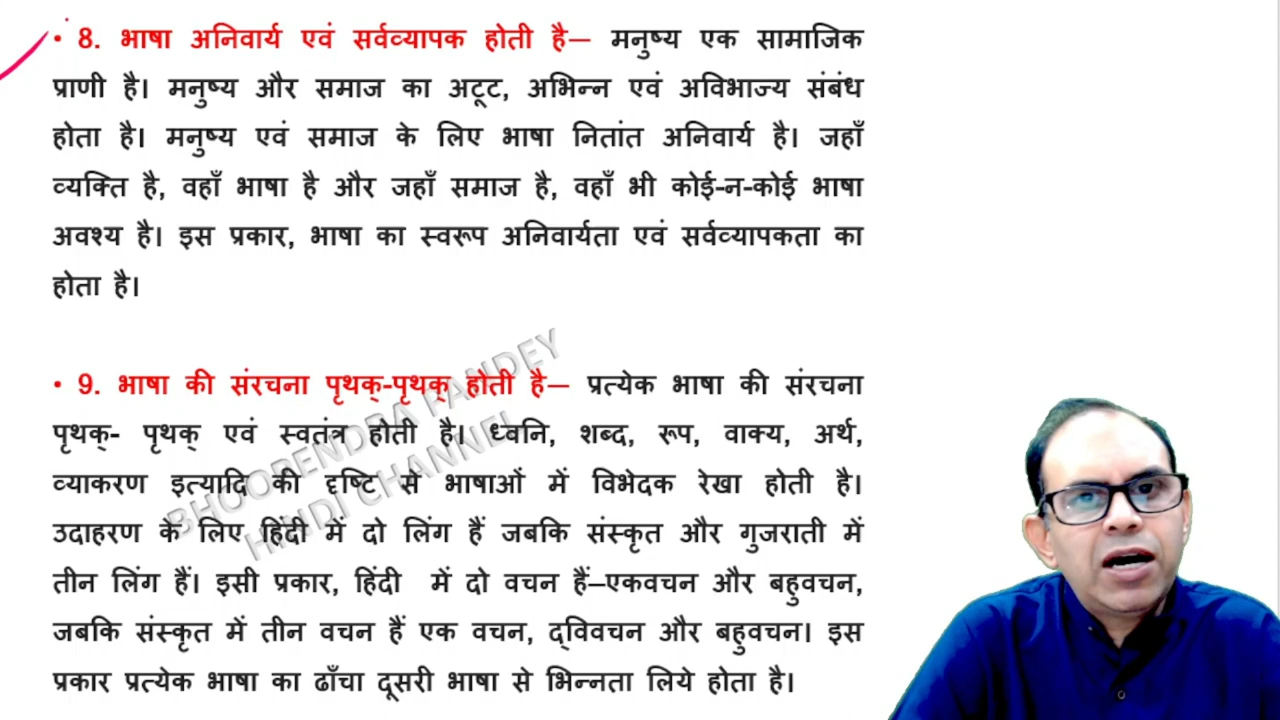 • 8. भाषा अनिवार्य एवं सर्वव्यापक होती है— मनुष्य एक सामाजिक
प्राणी है। मनुष्य और समाज का अटूट, अभिन्न एवं अविभाज्य संबंध
होता है। मनुष्य एवं समाज के लिए भाषा नितांत अनिवार्य है। जहाँ
व्यक्ति है, वहाँ भाषा है और जहाँ समाज है, वहाँ भी कोई-न-कोई भाषा
अवश्य है। इस प्रकार, भाषा का स्वरूप अनिवार्यता एवं सर्वव्यापकता का
होता है।
• 9. भाषा की संरचना पृथक्-पृथक् होती है— प्रत्येक भाषा की संरचना
पृथक्- पृथक् एवं स्वतंत्र होती है। ध्वनि, शब्द, रूप, वाक्य, अर्थ,
व्याकरण इत्यादि की दृष्टि से भाषाओं में विभेदक रेखा होती है।
उदाहरण के लिए हिंदी में दो लिंग हैं जबकि संस्कृत और गुजराती में
तीन लिंग हैं। इसी प्रकार, हिंदी में दो वचन हैं–एकवचन और बहुवचन,
जबकि संस्कृत में तीन वचन हैं एक वचन, द्विवचन और बहुवचन। इस
प्रकार प्रत्येक भाषा का ढाँचा दूसरी भाषा से भिन्नता लिये होता है।
BHOORENDRA PANDEY
HINDI CHANNEL